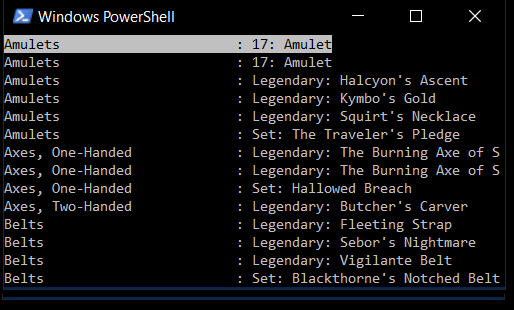 Windows PowerShell
Amulets : 17: Amulet
Amulets : 17: Amulet
Amulets : Legendary: Halcyon's Ascent
Amulets : Legendary: Kymbo's Gold
Amulets : Legendary: Squirt's Necklace
Amulets : Set: The Traveler's Pledge
Axes, One-Handed : Legendary: The Burning Axe of S
Axes, One-Handed : Legendary: The Burning Axe of S
Axes, One-Handed : Set: Hallowed Breach
Axes, Two-Handed : Legendary: Butcher's Carver
Belts : Legendary: Fleeting Strap
Belts : Legendary: Sebor's Nightmare
Belts : Legendary: Vigilante Belt
Belts : Set: Blackthorne's Notched Belt